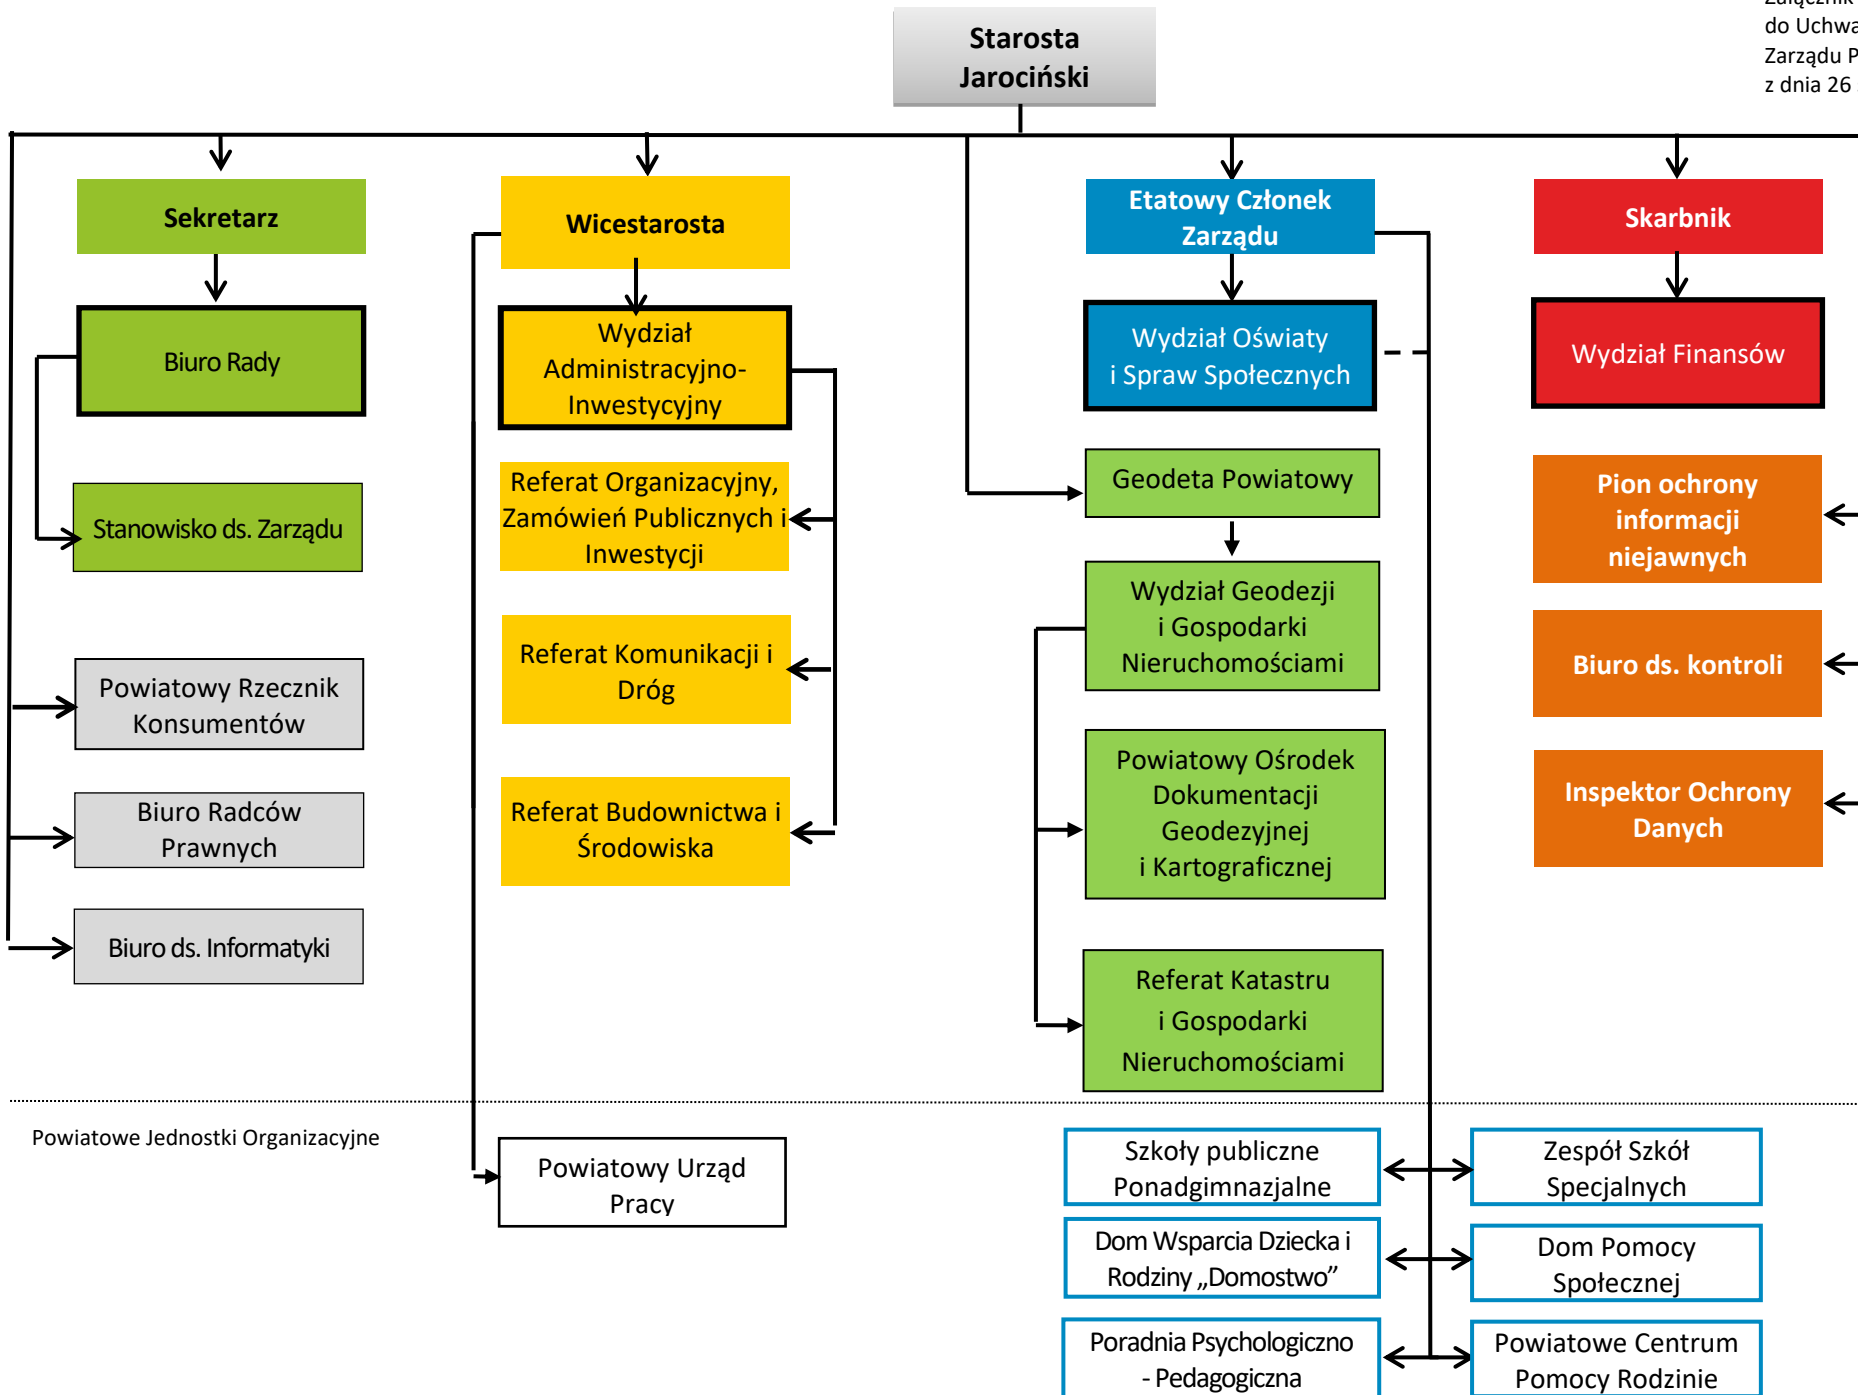 Starosta
Jarociński
Załącznik
do Uchwa
Zarządu P
z dnia 26
Sekretarz
Wicestarosta
Etatowy Członek
Zarządu
Skarbnik
Biuro Rady
Wydział
Administracyjno-
Inwestycyjny
Wydział Oświaty
i Spraw Społecznych
Wydział Finansów
Stanowisko ds. Zarządu
Referat Organizacyjny,
Zamówień Publicznych i
Inwestycji
Geodeta Powiatowy
Pion ochrony
informacji
niejawnych
Wydział Geodezji
i Gospodarki
Nieruchomościami
Powiatowy Rzecznik
Konsumentów
Referat Komunikacji i
Dróg
Biuro ds. kontroli
Biuro Radców
Prawnych
Referat Budownictwa i
Środowiska
Powiatowy Ośrodek
Dokumentacji
Geodezyjnej
i Kartograficznej
Inspektor Ochrony
Danych
Biuro ds. Informatyki
Referat Katastru
i Gospodarki
Nieruchomościami
Powiatowe Jednostki Organizacyjne
Powiatowy Urząd
Pracy
Szkoły publiczne
Ponadgimnazjalne
Zespół Szkół
Specjalnych
Dom Wsparcia Dziecka i
Rodziny „Domostwo”
Dom Pomocy
Społecznej
Poradnia Psychologiczno
- Pedagogiczna
Powiatowe Centrum
Pomocy Rodzinie